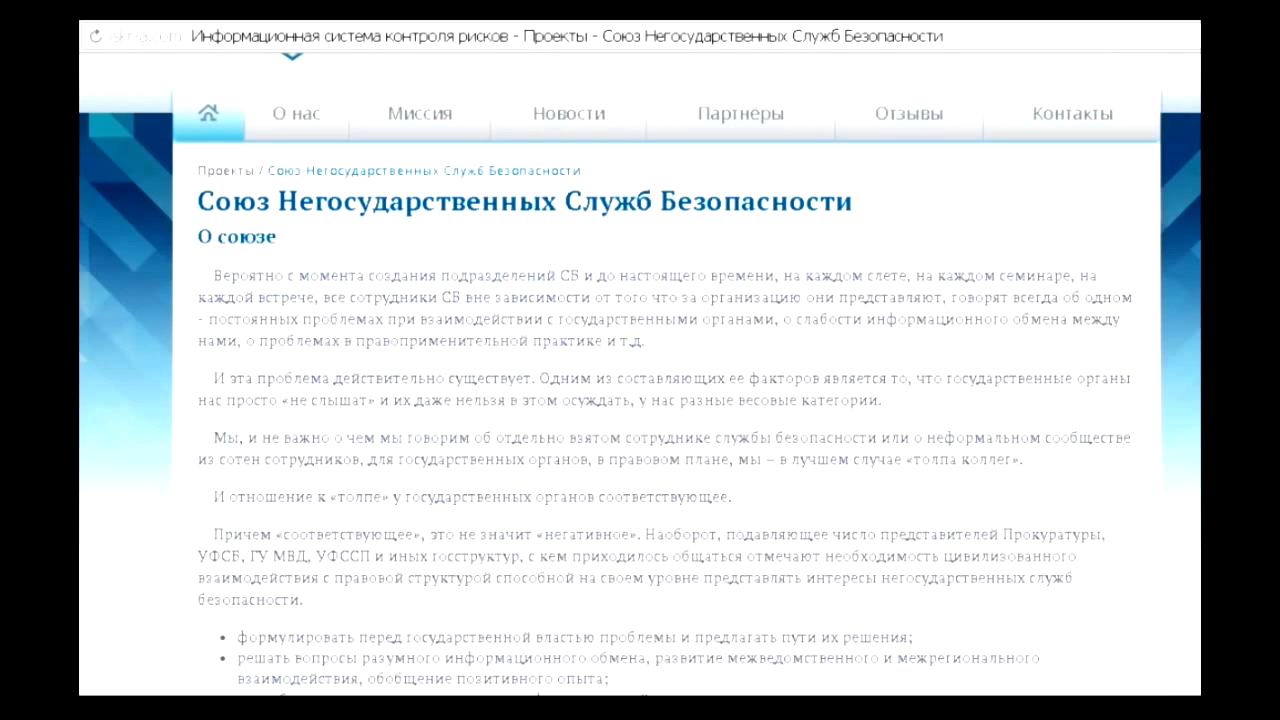 Информационная система контроля рисков - Проекты - Союз Негосударственных Служб Безопасности
О нас Миссия Новости Партнёры Отзывы Контакты
Проекты / Союз Негосударственных Служб Безопасности
Союз Негосударственных Служб Безопасности
О союзе
Вероятно с момента создания подразделений СБ и до настоящего времени, на каждом слете, на каждом семинаре, на
каждой встрече, все сотрудники СБ вне зависимости от того что за организацию они представляют, говорят всегда об одном
- постоянных проблемах при взаимодействии с государственными органами, о слабости информационного обмена между
нами, о проблемах в правоприменительной практике и т.д.
И эта проблема действительно существует. Одним из составляющих ее факторов является то, что государственные органы
нас просто «не слышат» и их даже нельзя в этом осуждать, у нас разные весовые категории.
Мы, и не важно о чем мы говорим об отдельно взятом сотруднике службы безопасности или о неформальном сообществе
из сотен сотрудников, для государственных органов, в правовом плане, мы – в лучшем случае «толпа коллег».
И отношение к «толпе» у государственных органов соответствующее.
Причем «соответствующее», это не значит «негативное». Наоборот, подавляющее число представителей Прокуратуры,
УФСБ, ГУ МВД, УФССП и иных госструктур, с кем приходилось общаться отмечают необходимость цивилизованного
взаимодействия с правовой структурой способной на своем уровне представлять интересы негосударственных служб
безопасности.
• формулировать перед государственной властью проблемы и предлагать пути их решения;
• решать вопросы разумного информационного обмена, развитие межведомственного и межрегионального
взаимодействия, обобщение позитивного опыта;